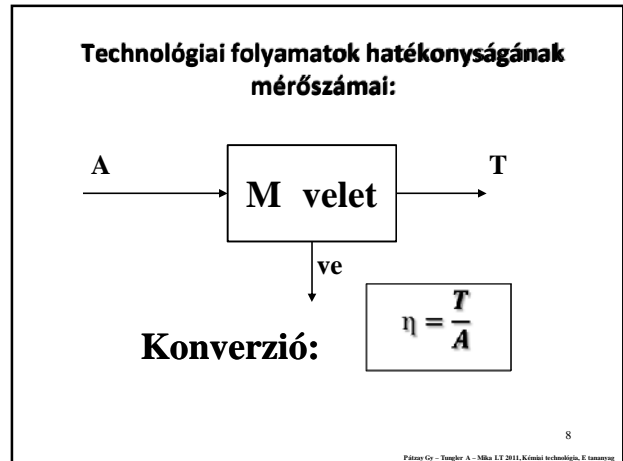 Technológiai folyamatok hatékonyságának
mérőszámai:
A
M velet
T
ve
Konverzió:
η = T/A
8
Pátzay Gy – Tungler A – Mika LT 2011, Kémiai technológia, E tananyag